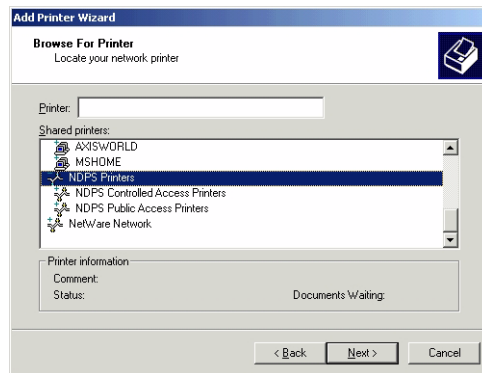 Add Printer Wizard
Browse For Printer
Locate your network printer
Printer:
Shared printers:
AXISWORLD
MSHOME
NDPS Printers
NDPS Controlled Access Printers
NDPS Public Access Printers
NetWare Network
Printer information
Comment:
Status: Documents Waiting:
< Back Next > Cancel